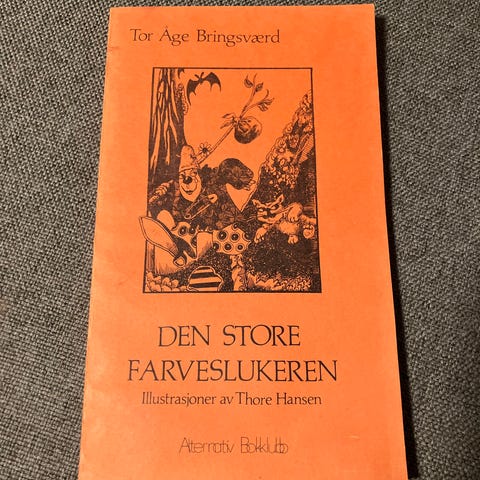 Tor Åge Bringsværd
DEN STORE
FARVESLUKEREN
Illustrasjoner av Thore Hansen
Alternativ Bokklubb